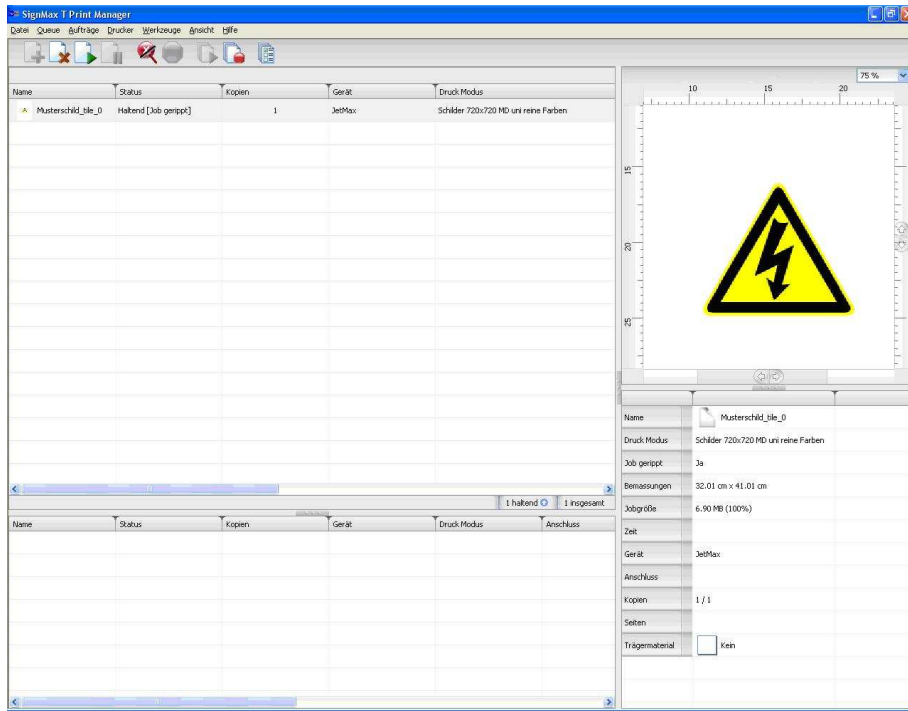 SignMax T Print Manager
Datei Queue Aufträge Drucker Werkzeuge Ansicht Hilfe
75 %
Name Status Kopien Gerät Druck Modus
Musterschild_tile_0 Haltend [Job gerippt] 1 JetMax Schilder 720x720 MD uni reine Farben
10 15 20
15
20
25
1 haltend 1 insgesamt
Name Status Kopien Gerät Druck Modus Anschluss
Name Musterschild_tile_0
Druck Modus Schilder 720x720 MD uni reine Farben
Job gerippt Ja
Bemassungen 32.01 cm x 41.01 cm
Jobgröße 6.90 MB (100%)
Zeit
Gerät JetMax
Anschluss
Kopien 1 / 1
Seiten
Trägermaterial Kein